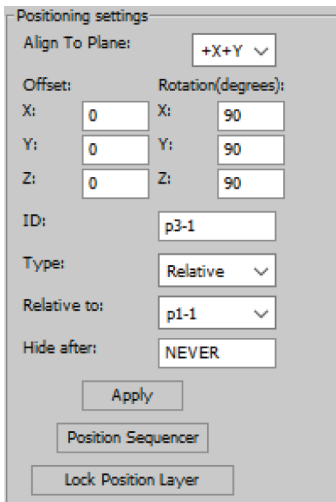 Positioning settings
Align To Plane: +X+Y
Offset: Rotation(degrees):
X: 0 X: 90
Y: 0 Y: 90
Z: 0 Z: 90
ID: p3-1
Type: Relative
Relative to: p1-1
Hide after: NEVER
Apply
Position Sequencer
Lock Position Layer